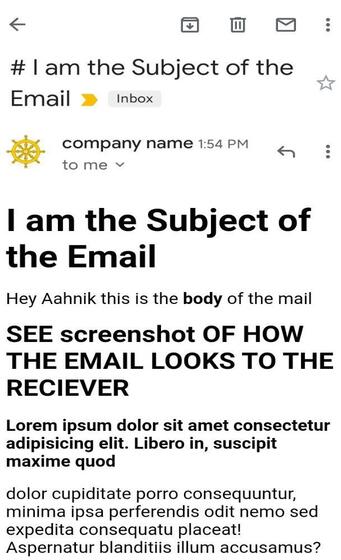 # I am the Subject of the
Email
Inbox
company name 1:54 PM
to me
I am the Subject of
the Email
Hey Aahnik this is the body of the mail
SEE screenshot OF HOW
THE EMAIL LOOKS TO THE
RECIEVER
Lorem ipsum dolor sit amet consectetur
adipisicing elit. Libero in, suscipit
maxime quod
dolor cupiditate porro consequuntur,
minima ipsa perferendis odit nemo sed
expedita consequatu placeat!
Aspernatur blanditiis illum accusamus?